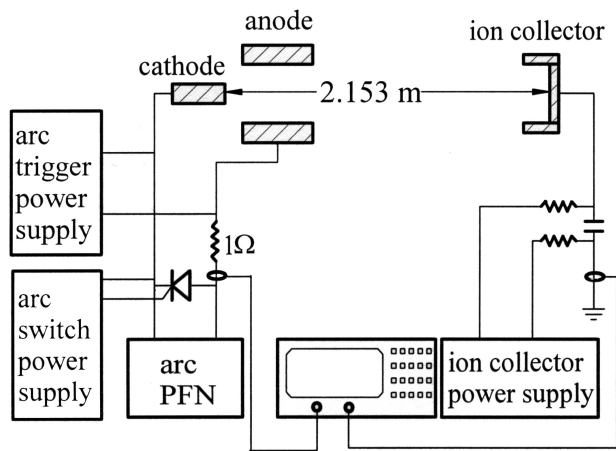 anode
ion collector
cathode
2.153 m
arc
trigger
power
supply
1Ω
arc
switch
power
supply
arc
PFN
ion collector
power supply